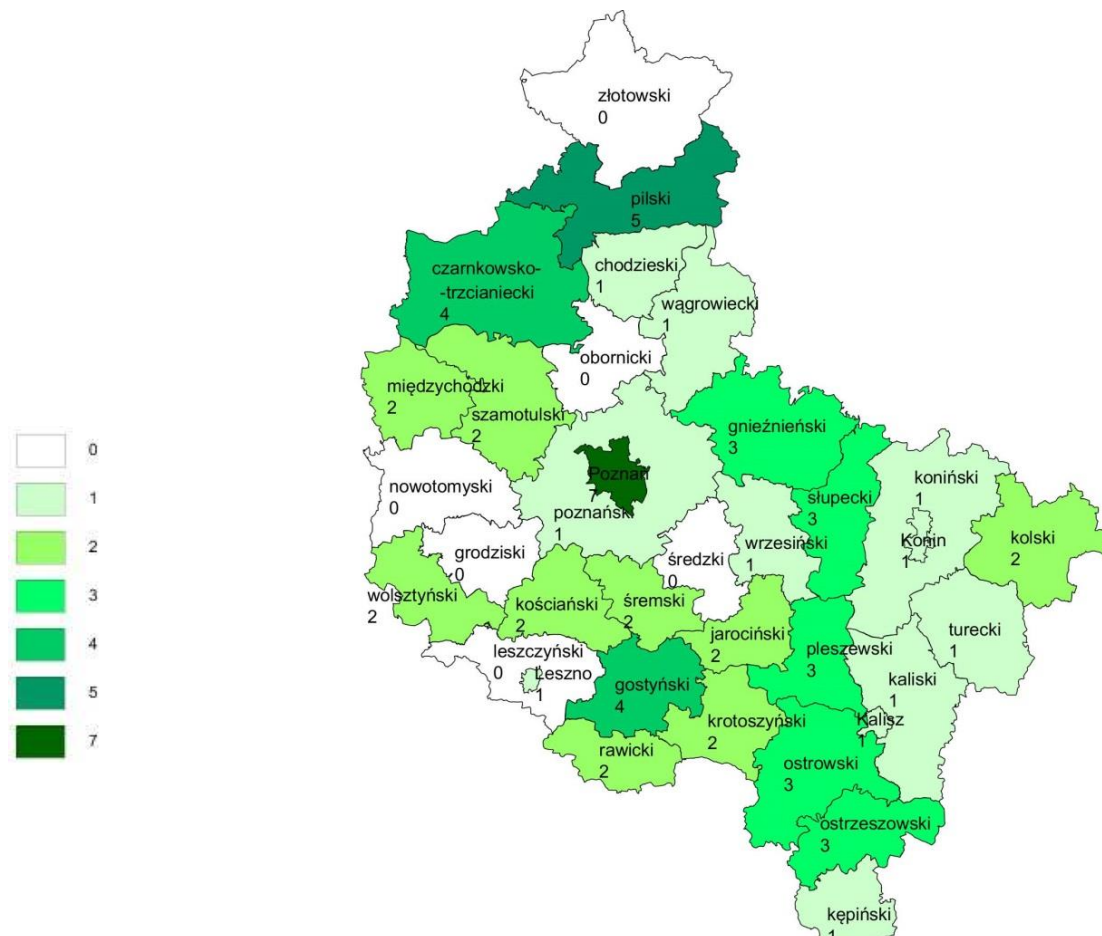 złotowski
0
pilski
5
chodzieski
1
czarnkowsko-
-trzcianiecki
4
wągrowiecki
1
obornicki
0
międzychodzki
2
szamotulski
2
gnieźnieński
3
0
1
2
3
4
5
7
Poznań
7
poznański
1
nowotomyski
0
słupecki
3
koniński
1
Konin
1
kolski
2
grodziski
0
średzki
0
wrzesiński
1
wolsztyński
2
kościański
2
śremski
2
jarociński
2
turecki
1
leszczyński
0
Leszno
1
gostyński
4
pleszewski
3
kaliski
1
Kalisz
1
krotoszyński
2
rawicki
2
ostrowski
3
ostrzeszowski
3
kępiński
1